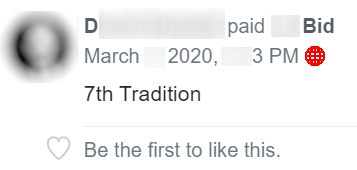 D paid Bid
March 2020, 3 PM
7th Tradition
Be the first to like this.